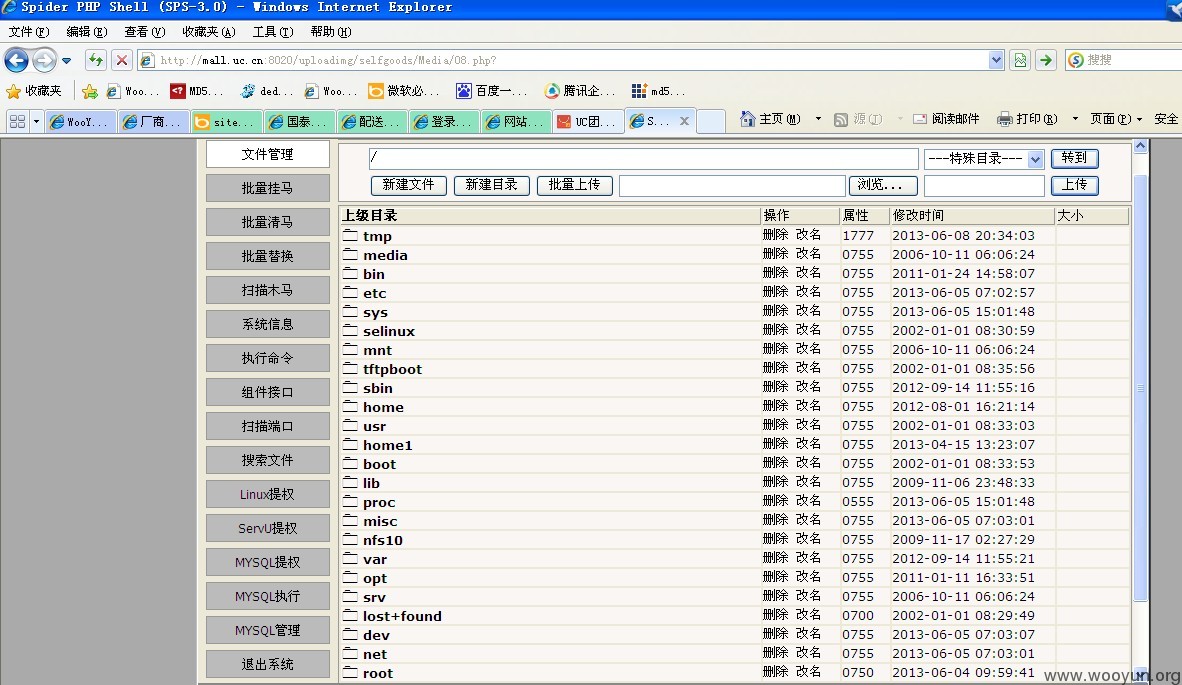 Spider PHP Shell (SPS-3.0) - Windows Internet Explorer
文件(F) 编辑(E) 查看(V) 收藏夹(A) 工具(T) 帮助(H)
http://mall.uc.cn:8020/uploadimg/selfgoods/Media/08.php?
搜搜
收藏夹 Woo... MD5... ded... Woo... 微软必... 百度一... 腾讯企... md5...
WooY... 厂商... site... 国泰... 配送... 登录... 网站... UC团... S... 主页(M) 源(J) 阅读邮件 打印(R) 页面(P) 安全
文件管理
批量挂马
批量清马
批量替换
扫描木马
系统信息
执行命令
组件接口
扫描端口
搜索文件
Linux提权
ServU提权
MYSQL提权
MYSQL执行
MYSQL管理
退出系统
/ ---特殊目录--- 转到
新建文件 新建目录 批量上传 浏览... 上传
上级目录 操作 属性 修改时间 大小
tmp 删除 改名 1777 2013-06-08 20:34:03
media 删除 改名 0755 2006-10-11 06:06:24
bin 删除 改名 0755 2011-01-24 14:58:07
etc 删除 改名 0755 2013-06-05 07:02:57
sys 删除 改名 0755 2013-06-05 15:01:48
selinux 删除 改名 0755 2002-01-01 08:30:59
mnt 删除 改名 0755 2006-10-11 06:06:24
tftpboot 删除 改名 0755 2002-01-01 08:35:56
sbin 删除 改名 0755 2012-09-14 11:55:16
home 删除 改名 0755 2012-08-01 16:21:14
usr 删除 改名 0755 2002-01-01 08:33:03
home1 删除 改名 0755 2013-04-15 13:23:07
boot 删除 改名 0755 2002-01-01 08:33:53
lib 删除 改名 0755 2009-11-06 23:48:33
proc 删除 改名 0555 2013-06-05 15:01:48
misc 删除 改名 0755 2013-06-05 07:03:01
nfs10 删除 改名 0755 2009-11-17 02:27:29
var 删除 改名 0755 2012-09-14 11:55:21
opt 删除 改名 0755 2011-01-11 16:33:51
srv 删除 改名 0755 2006-10-11 06:06:24
lost+found 删除 改名 0700 2002-01-01 08:29:49
dev 删除 改名 0755 2013-06-05 07:03:07
net 删除 改名 0755 2013-06-05 07:03:01
root 删除 改名 0750 2013-06-04 09:59:41
www.wooyun.org